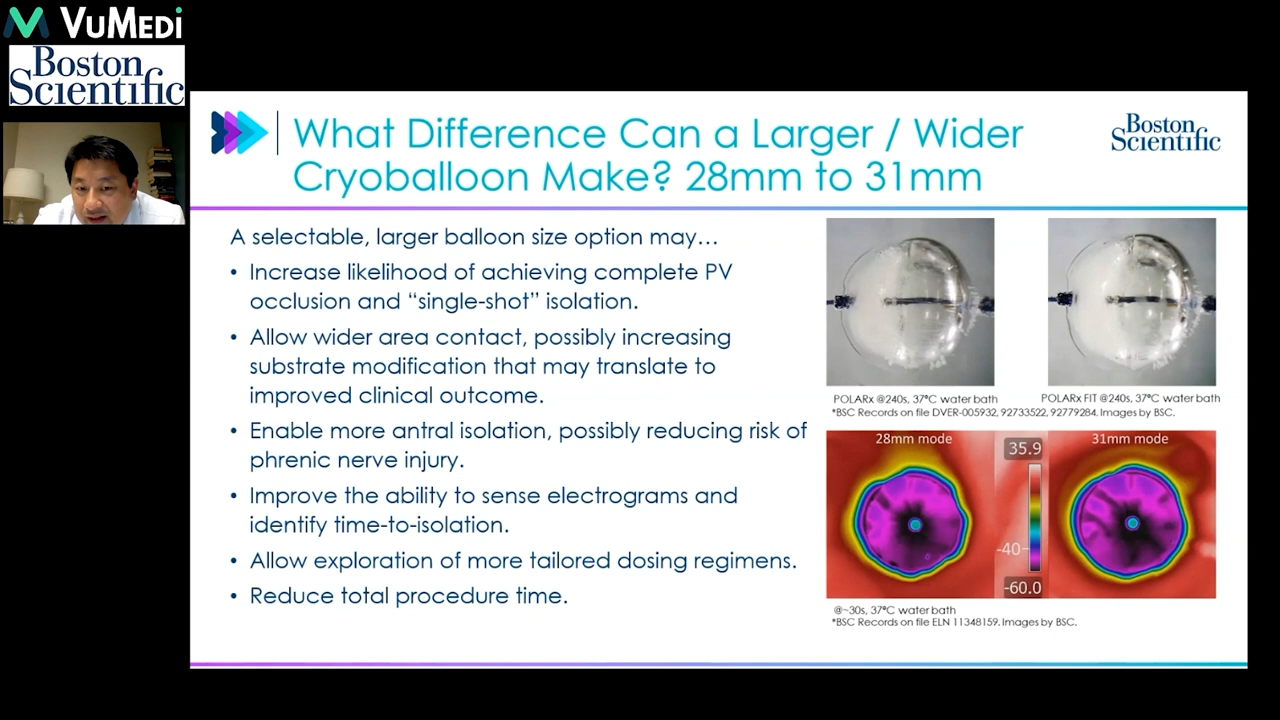 VUMEDI
Boston
Scientific
What Difference Can a Larger / Wider
Cryoballoon Make? 28mm to 31mm
Boston
Scientific
A selectable, larger balloon size option may…
• Increase likelihood of achieving complete PV
occlusion and “single-shot” isolation.
• Allow wider area contact, possibly increasing
substrate modification that may translate to
improved clinical outcome.
• Enable more antral isolation, possibly reducing risk of
phrenic nerve injury.
• Improve the ability to sense electrograms and
identify time-to-isolation.
• Allow exploration of more tailored dosing regimens.
• Reduce total procedure time.
POLARx @240s, 37°C water bath
POLARx FIT @240s, 37°C water bath
*BSC Records on file DVER-005932, 92733522, 92779284. Images by BSC.
28mm mode
35.9
31mm mode
-40
-60.0
@~30s, 37°C water bath
*BSC Records on file ELN 11348159. Images by BSC.